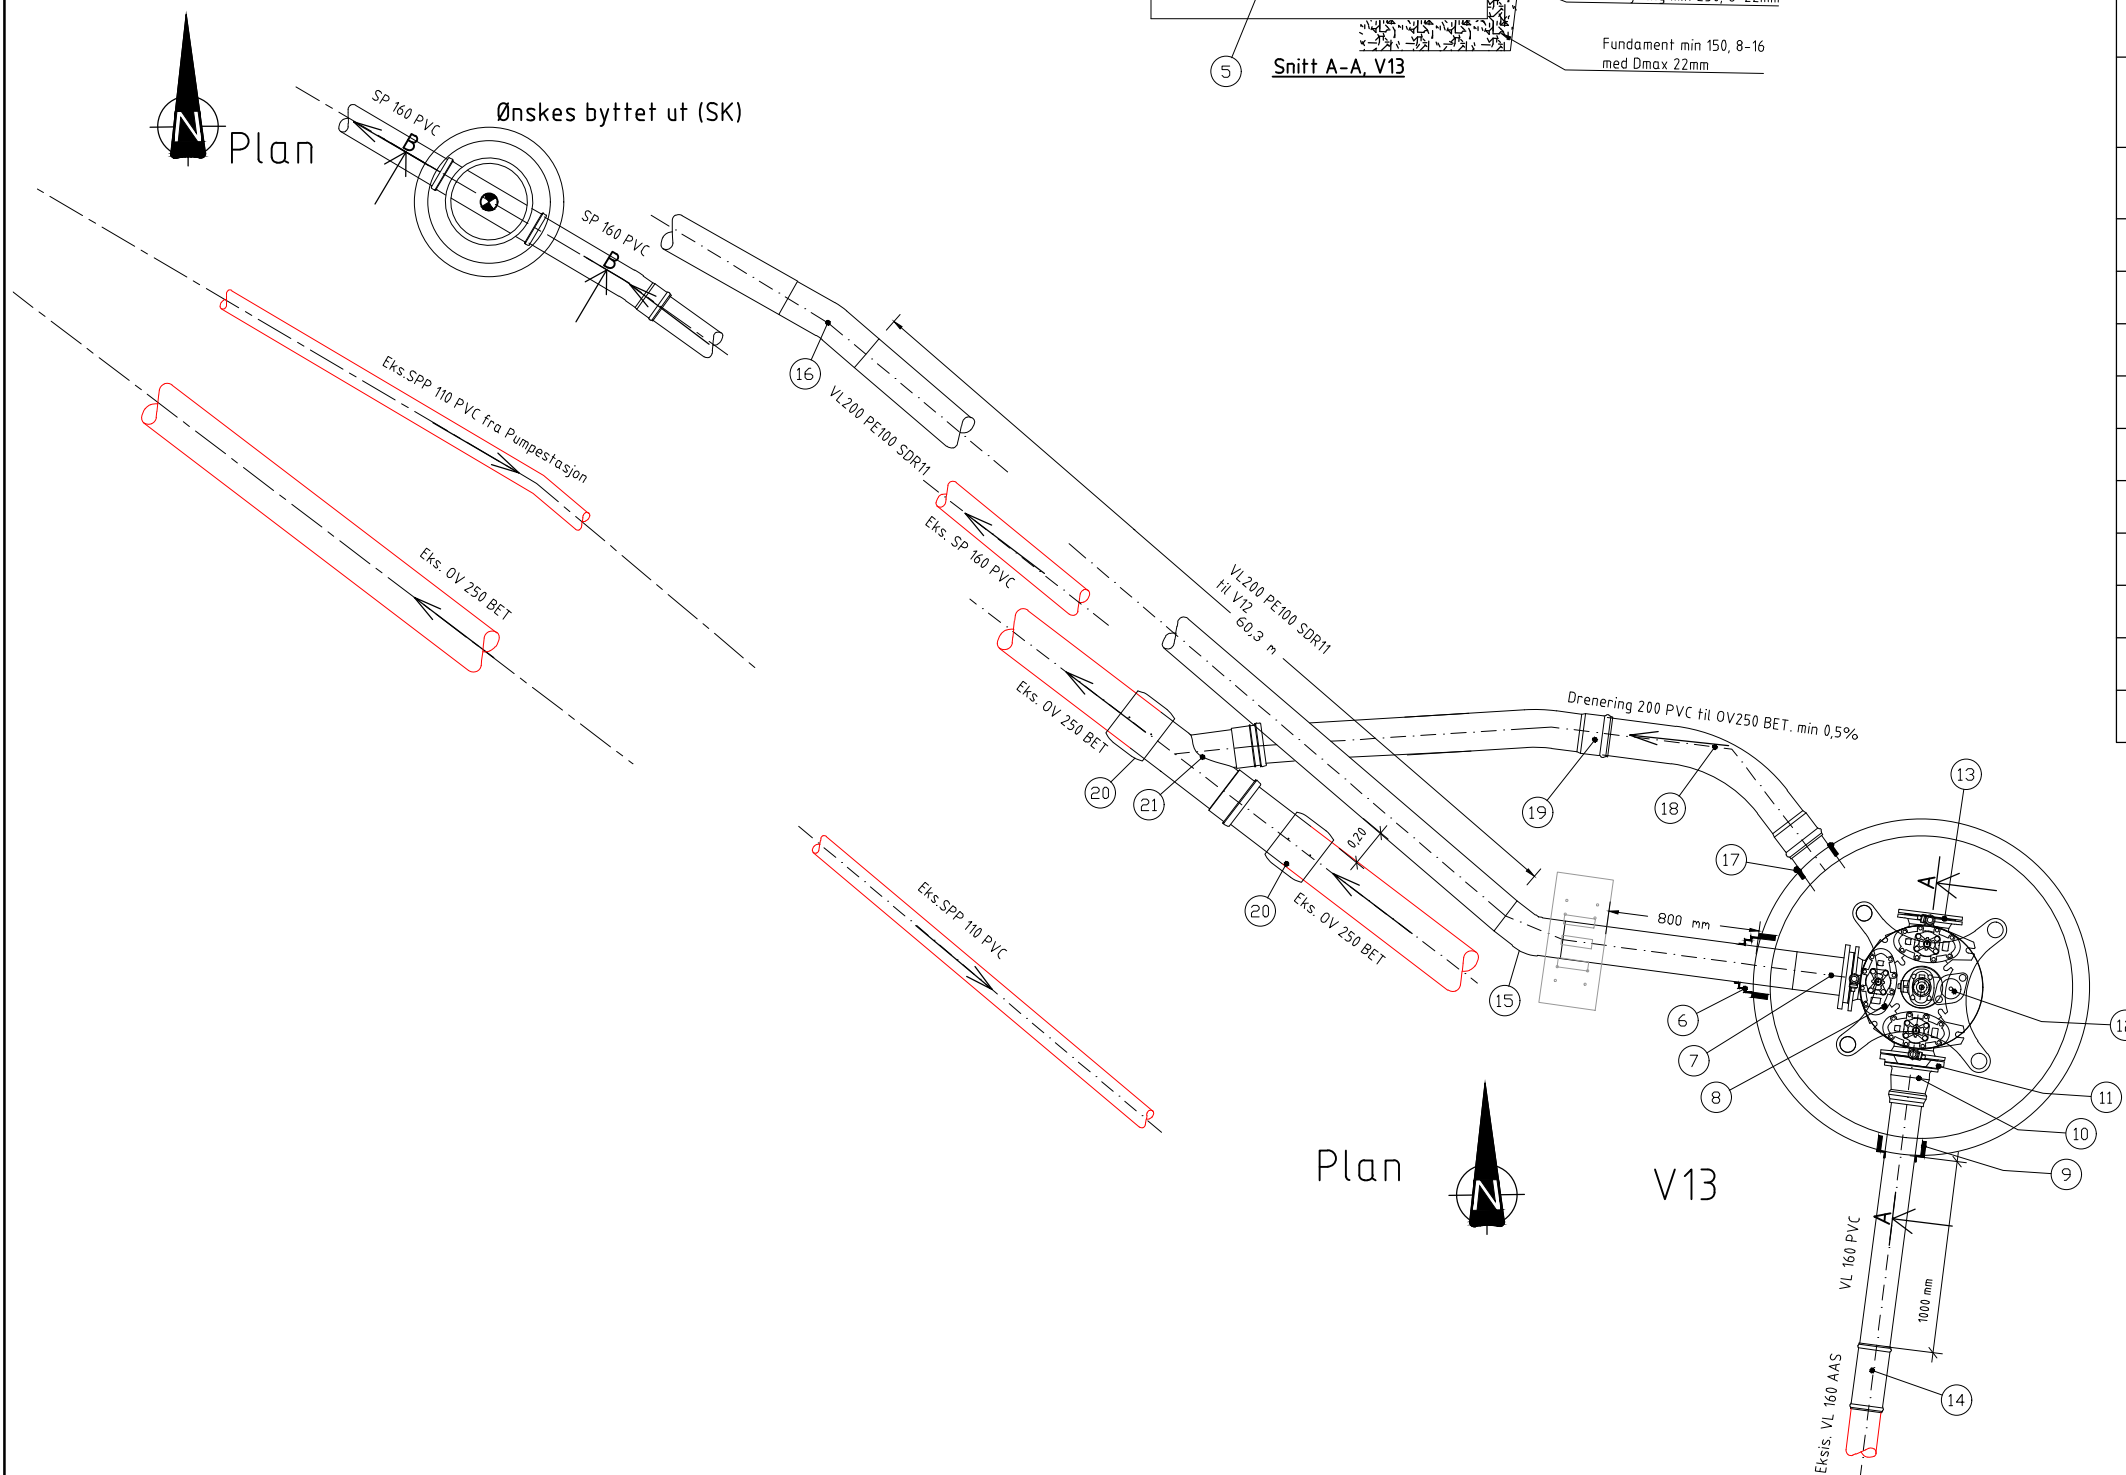 Fundament min 150, 8-16
med Dmax 22mm
5
Snitt A-A, V13
N
Plan
SP 160 PVC
B
Ønskes byttet ut (SK)
SP 160 PVC
B
16
Eks.SPP 110 PVC fra Pumpestasjon
VL200 PE100 SDR11
Eks. OV 250 BET
Eks. SP 160 PVC
VL200 PE100 SDR11
til V12
60,3 m
Eks. OV 250 BET
Drenering 200 PVC til OV250 BET. min 0,5%
20
21
19
18
13
0,20
17
A
20
Eks. OV 250 BET
800 mm
Eks.SPP 110 PVC
15
6
7
8
11
10
9
Plan
N
V13
A
VL 160 PVC
1000 mm
14
Eksis. VL 160 AAS